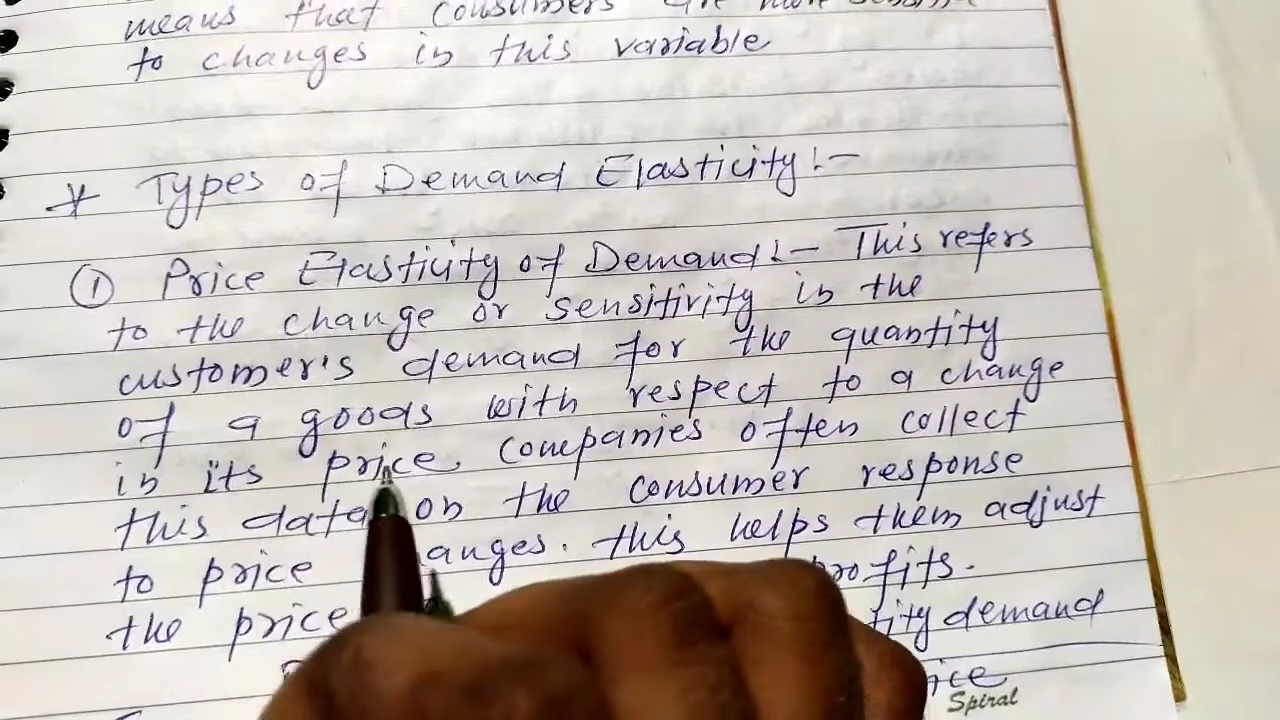 means that consumers are more
to changes in this variable
* Types of Demand Elasticity:-
① Price Elasticity of Demand:- This refers
to the change or sensitivity in the
customer's demand for the quantity
of a goods with respect to a change
in its price. Companies often collect
this data on the consumer response
to price changes. this helps them adjust
the price profits.
demand
Spiral